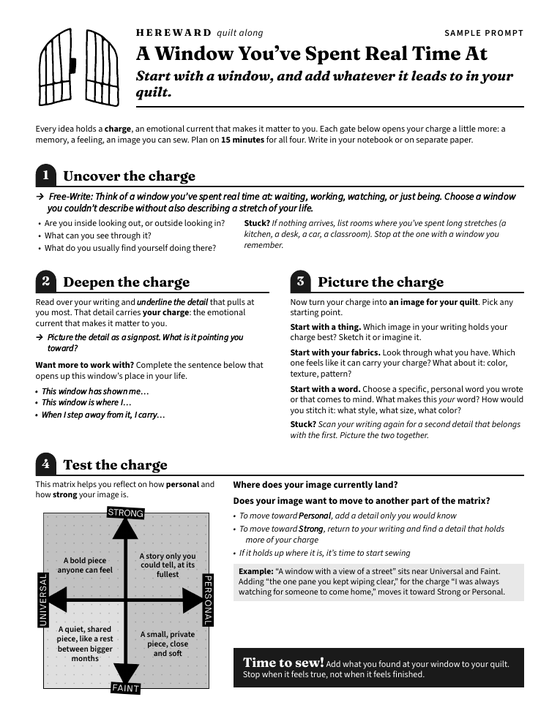 HEREWARD quilt along
SAMPLE PROMPT
A Window You’ve Spent Real Time At
Start with a window, and add whatever it leads to in your
quilt.
Every idea holds a charge, an emotional current that makes it matter to you. Each gate below opens your charge a little more: a
memory, a feeling, an image you can sew. Plan on 15 minutes for all four. Write in your notebook or on separate paper.
1 Uncover the charge
→ Free-Write: Think of a window you’ve spent real time at: waiting, working, watching, or just being. Choose a window
you couldn’t describe without also describing a stretch of your life.
• Are you inside looking out, or outside looking in?
• What can you see through it?
• What do you usually find yourself doing there?
Stuck? If nothing arrives, list rooms where you’ve spent long stretches (a
kitchen, a desk, a car, a classroom). Stop at the one with a window you
remember.
2 Deepen the charge
Read over your writing and underline the detail that pulls at
you most. That detail carries your charge: the emotional
current that makes it matter to you.
→ Picture the detail as a signpost. What is it pointing you
toward?
Want more to work with? Complete the sentence below that
opens up this window’s place in your life.
• This window has shown me…
• This window is where I…
• When I step away from it, I carry…
3 Picture the charge
Now turn your charge into an image for your quilt. Pick any
starting point.
Start with a thing. Which image in your writing holds your
charge best? Sketch it or imagine it.
Start with your fabrics. Look through what you have. Which
one feels like it can carry your charge? What about it: color,
texture, pattern?
Start with a word. Choose a specific, personal word you wrote
or that comes to mind. What makes this your word? How would
you stitch it: what style, what size, what color?
Stuck? Scan your writing again for a second detail that belongs
with the first. Picture the two together.
4 Test the charge
This matrix helps you reflect on how personal and
how strong your image is.
STRONG
A bold piece
anyone can feel
A story only you
could tell, at its
fullest
UNIVERSAL
PERSONAL
A quiet, shared
piece, like a rest
between bigger
months
A small, private
piece, close
and soft
FAINT
Where does your image currently land?
Does your image want to move to another part of the matrix?
• To move toward Personal, add a detail only you would know
• To move toward Strong, return to your writing and find a detail that holds
more of your charge
• If it holds up where it is, it’s time to start sewing
Example: “A window with a view of a street” sits near Universal and Faint.
Adding “the one pane you kept wiping clear,” for the charge “I was always
watching for someone to come home,” moves it toward Strong or Personal.
Time to sew! Add what you found at your window to your quilt.
Stop when it feels true, not when it feels finished.